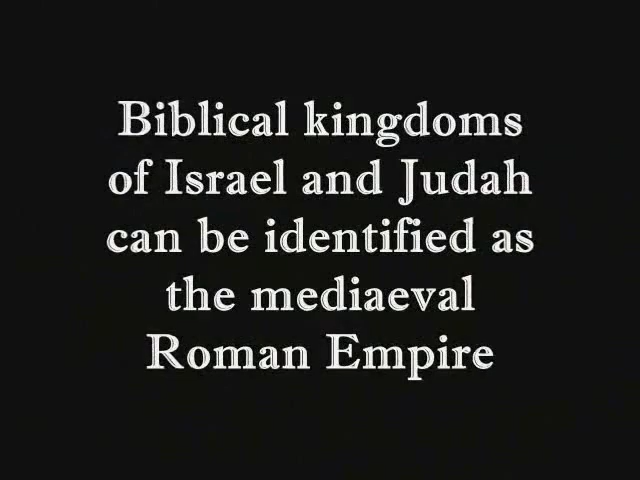 Biblical kingdoms
of Israel and Judah
can be identified as
the mediaeval
Roman Empire